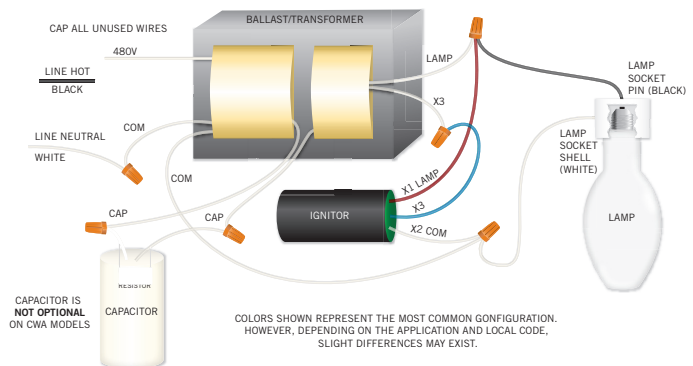 BALLAST/TRANSFORMER
CAP ALL UNUSED WIRES
480V
LINE HOT
BLACK
LAMP
LAMP
SOCKET
PIN (BLACK)
X3
COM
LINE NEUTRAL
WHITE
LAMP
SOCKET
SHELL
(WHITE)
COM
X1 LAMP
X3
CAP
CAP
IGNITOR
X2 COM
LAMP
RESISTOR
CAPACITOR IS
NOT OPTIONAL
ON CWA MODELS
CAPACITOR
COLORS SHOWN REPRESENT THE MOST COMMON GONFIGURATION.
HOWEVER, DEPENDING ON THE APPLICATION AND LOCAL CODE,
SLIGHT DIFFERENCES MAY EXIST.